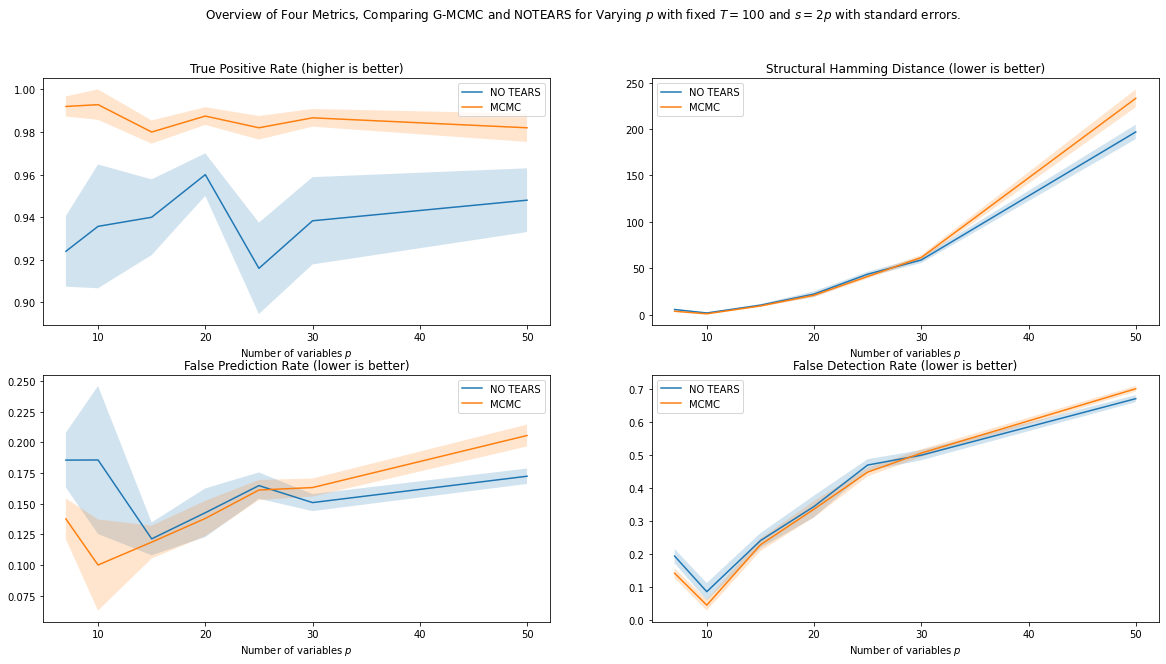 Overview of Four Metrics, Comparing G-MCMC and NOTEARS for Varying p with fixed T = 100 and s = 2p with standard errors.
True Positive Rate (higher is better)
1.00
0.98
0.96
0.94
0.92
0.90
NO TEARS
MCMC
10
20
30
40
50
Number of variables p
Structural Hamming Distance (lower is better)
250
200
150
100
50
0
NO TEARS
MCMC
10
20
30
40
50
Number of variables p
False Prediction Rate (lower is better)
0.250
0.225
0.200
0.175
0.150
0.125
0.100
0.075
NO TEARS
MCMC
10
20
30
40
50
Number of variables p
False Detection Rate (lower is better)
0.7
0.6
0.5
0.4
0.3
0.2
0.1
0.0
NO TEARS
MCMC
10
20
30
40
50
Number of variables p